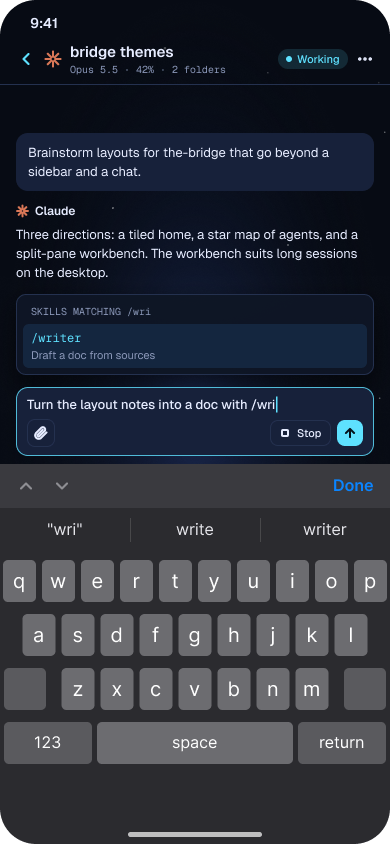 9:41
bridge themes
Opus 5.5 · 42% · 2 folders
Working
Brainstorm layouts for the-bridge that go beyond a
sidebar and a chat.
Claude
Three directions: a tiled home, a star map of agents, and a
split-pane workbench. The workbench suits long sessions
on the desktop.
SKILLS MATCHING /wri
/writer
Draft a doc from sources
Turn the layout notes into a doc with /wri
Stop
Done
"wri" write writer
q w e r t y u i o p
a s d f g h j k l
z x c v b n m
123 space return